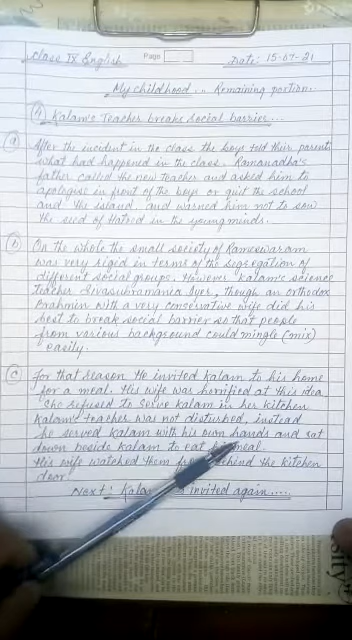 Class IX English Page Date: 15-07-21
My childhood ... Remaining portion...
Kalam's Teacher breaks social barrier...
(a) After the incident in the class the boys told their parents
what had happened in the class. Ramanadha's
father called the new teacher and asked him to
apologise in front of the boys or quit the school
and the island, and warned him not to sow
the seed of Hatred in the young minds.
(b) On the whole the small society of Rameswaram
was very rigid in terms of the segregation of
different social groups. However Kalam's science
teacher Sivasubramania Iyer, though an orthodox
Brahmin with a very conservative wife did his
best to break social barrier so that people
from various background could mingle (mix)
easily.
(c) For that reason He invited Kalam to his home
for a meal. His wife was horrified at this idea
She refused to serve Kalam in her kitchen
Kalam's teacher was not disturbed, instead
he served Kalam with his own hands and sat
down beside Kalam to eat meal.
His wife watched them behind the kitchen
door
Next: invited again....